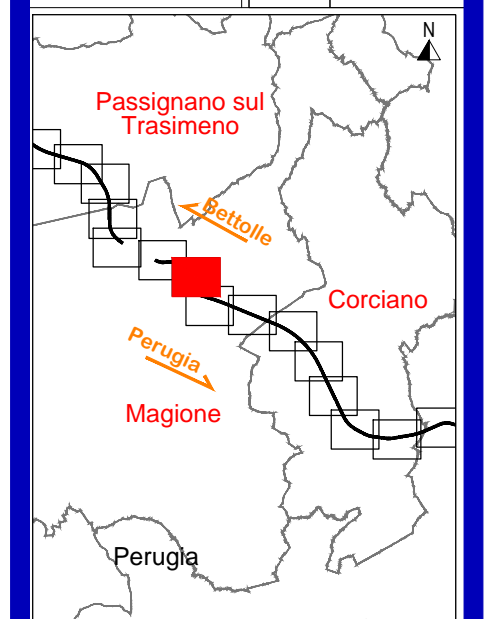 N
Passignano sul
Trasimeno
Bettolle
Corciano
Perugia
Magione
Perugia